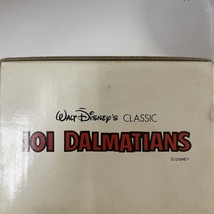 Walt Disney's CLASSIC
101 DALMATIANS
© DISNEY